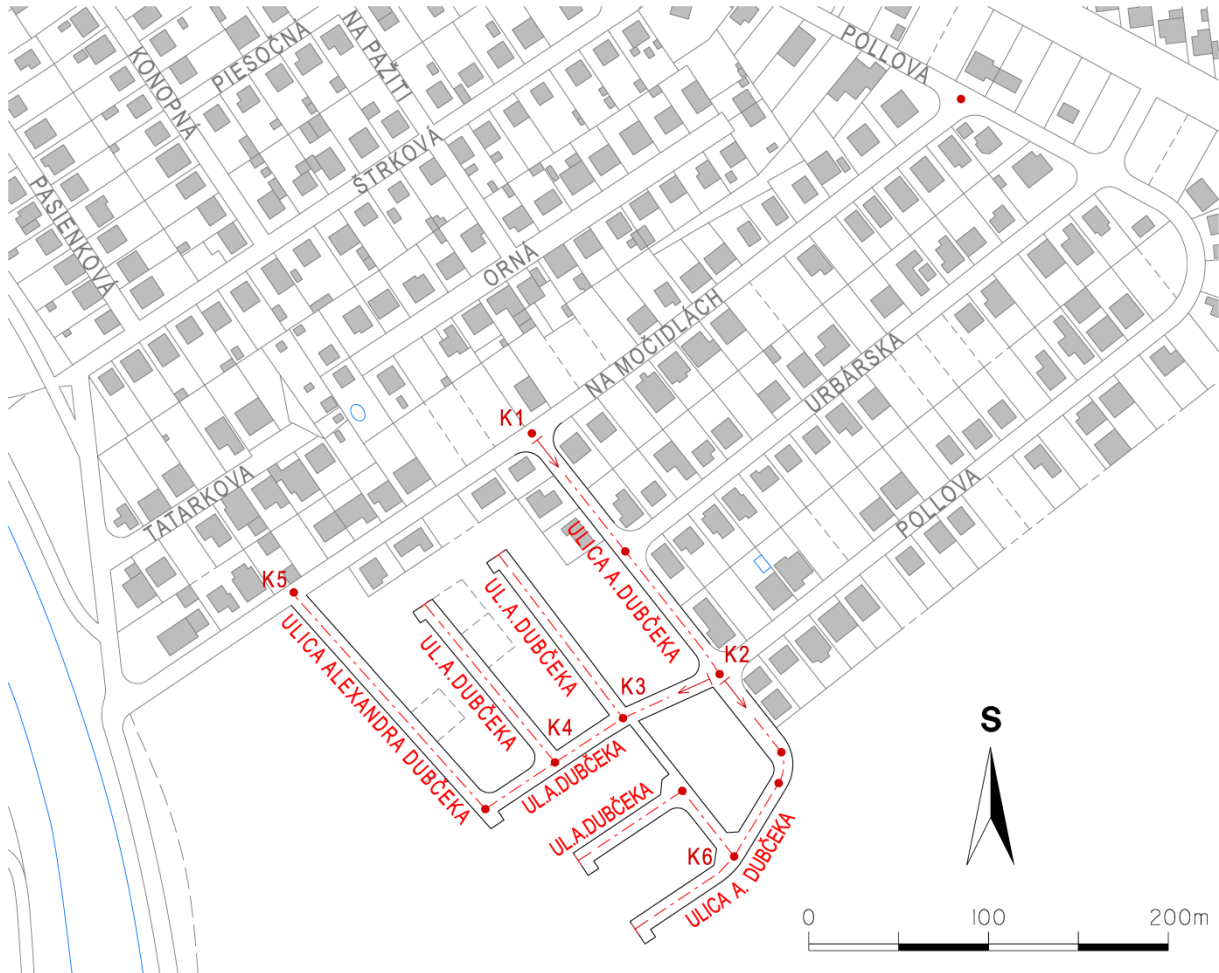 KONOPNÁ
PIESOČNÁ
NA PAŽITI
POLLOVA
ŠTRKOVÁ
PASIENKOVÁ
ORNÁ
NA MOČIDLÁCH
URBÁRSKA
K1
TATARKOVA
POLLOVA
ULICA A.DUBČEKA
K5
UL.A.DUBČEKA
UL.A.DUBČEKA
K2
ULICA ALEXANDRA DUBČEKA
K3
K4
UL.A.DUBČEKA
UL.A.DUBČEKA
K6
ULICA A. DUBČEKA
S
0 100 200m